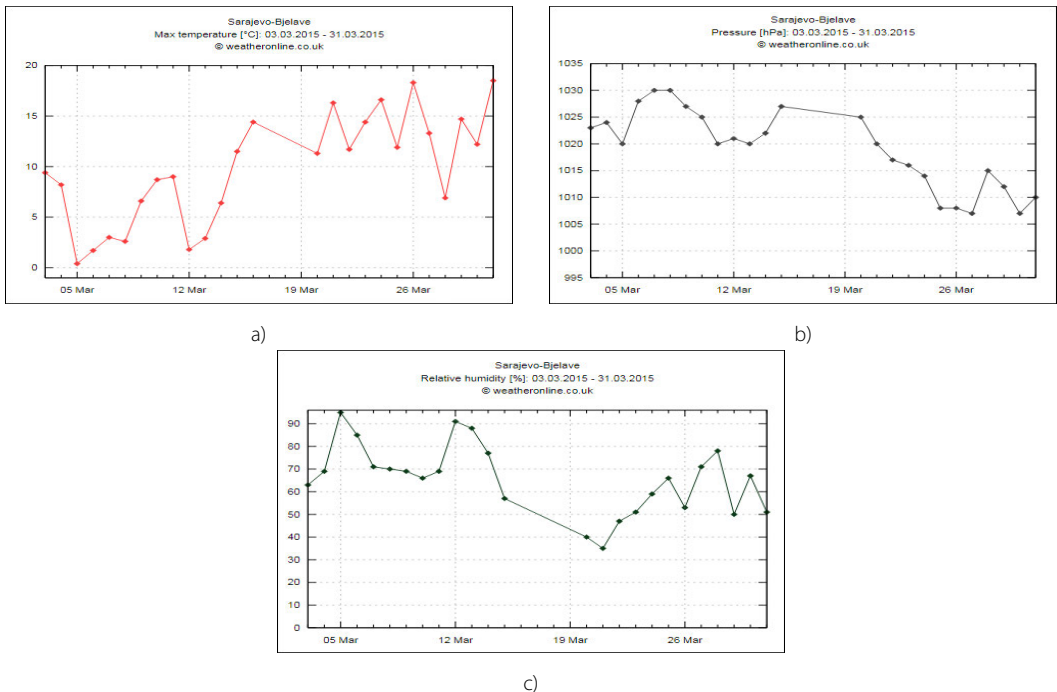 Sarajevo-Bjelave
Max temperature [°C]: 03.03.2015 - 31.03.2015
© weatheronline.co.uk
20
15
10
5
0
05 Mar
12 Mar
19 Mar
26 Mar
a)
Sarajevo-Bjelave
Pressure [hPa]: 03.03.2015 - 31.03.2015
© weatheronline.co.uk
1035
1030
1025
1020
1015
1010
1005
1000
995
05 Mar
12 Mar
19 Mar
26 Mar
b)
Sarajevo-Bjelave
Relative humidity [%]: 03.03.2015 - 31.03.2015
© weatheronline.co.uk
90
80
70
60
50
40
30
20
10
0
05 Mar
12 Mar
19 Mar
26 Mar
c)